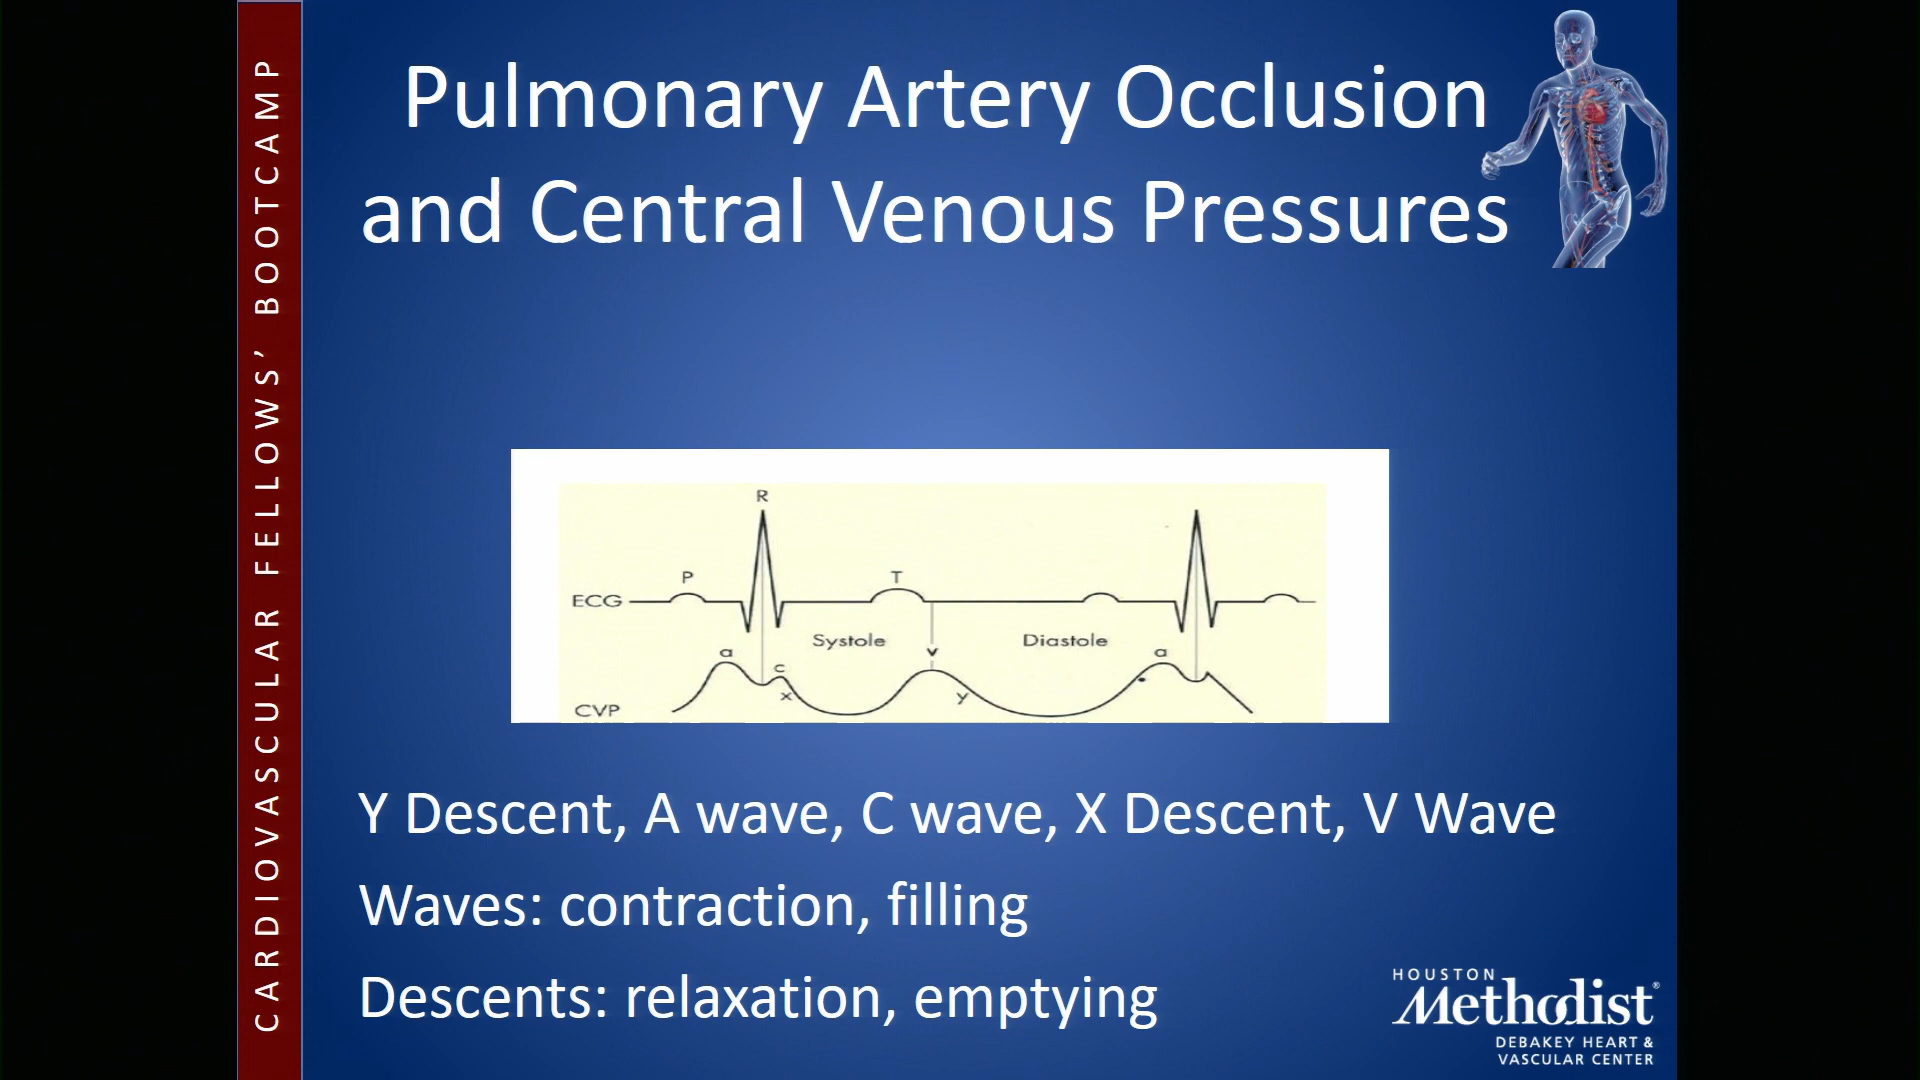 CARDIOVASCULAR FELLOWS' BOOTCAMP
Pulmonary Artery Occlusion
and Central Venous Pressures
R
P
T
ECG
Systole
Diastole
a
c
v
a
x
y
CVP
Y Descent, A wave, C wave, X Descent, V Wave
Waves: contraction, filling
Descents: relaxation, emptying
HOUSTON
Methodist®
DEBAKEY HEART &
VASCULAR CENTER